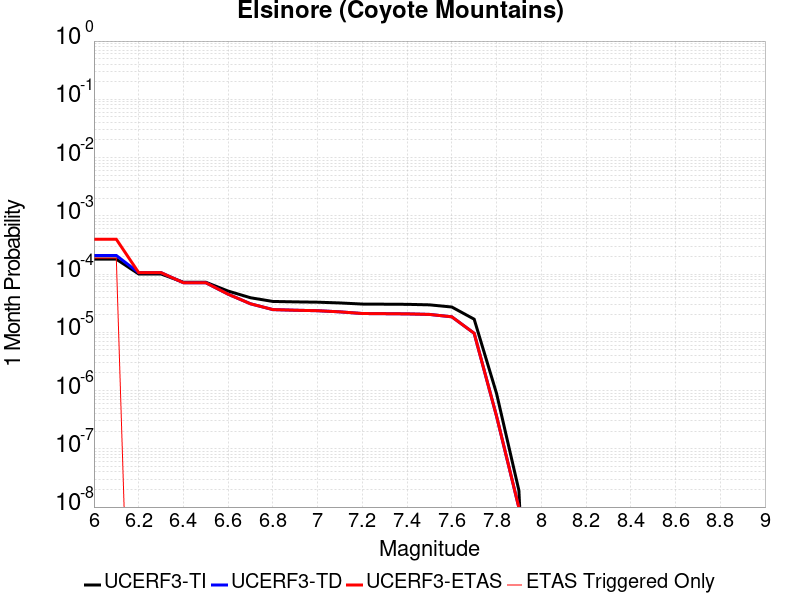 Elsinore (Coyote Mountains)
10^0
10^-1
10^-2
10^-3
10^-4
10^-5
10^-6
10^-7
10^-8
1 Month Probability
6 6.2 6.4 6.6 6.8 7 7.2 7.4 7.6 7.8 8 8.2 8.4 8.6 8.8 9
Magnitude
UCERF3-TI UCERF3-TD UCERF3-ETAS ETAS Triggered Only